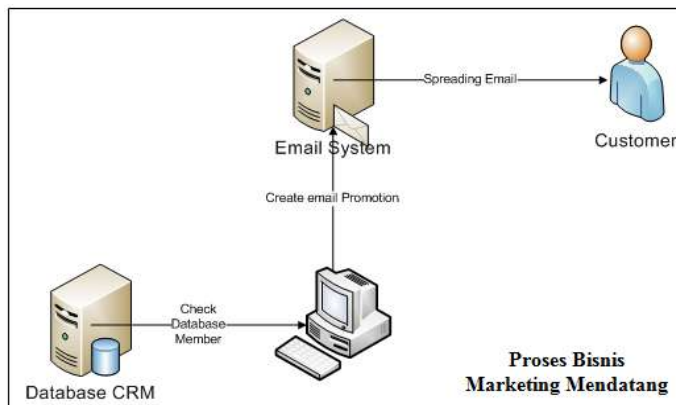 Spreading Email
Email System
Customer
Create email Promotion
Check
Database
Member
Database CRM
Proses Bisnis
Marketing Mendatang